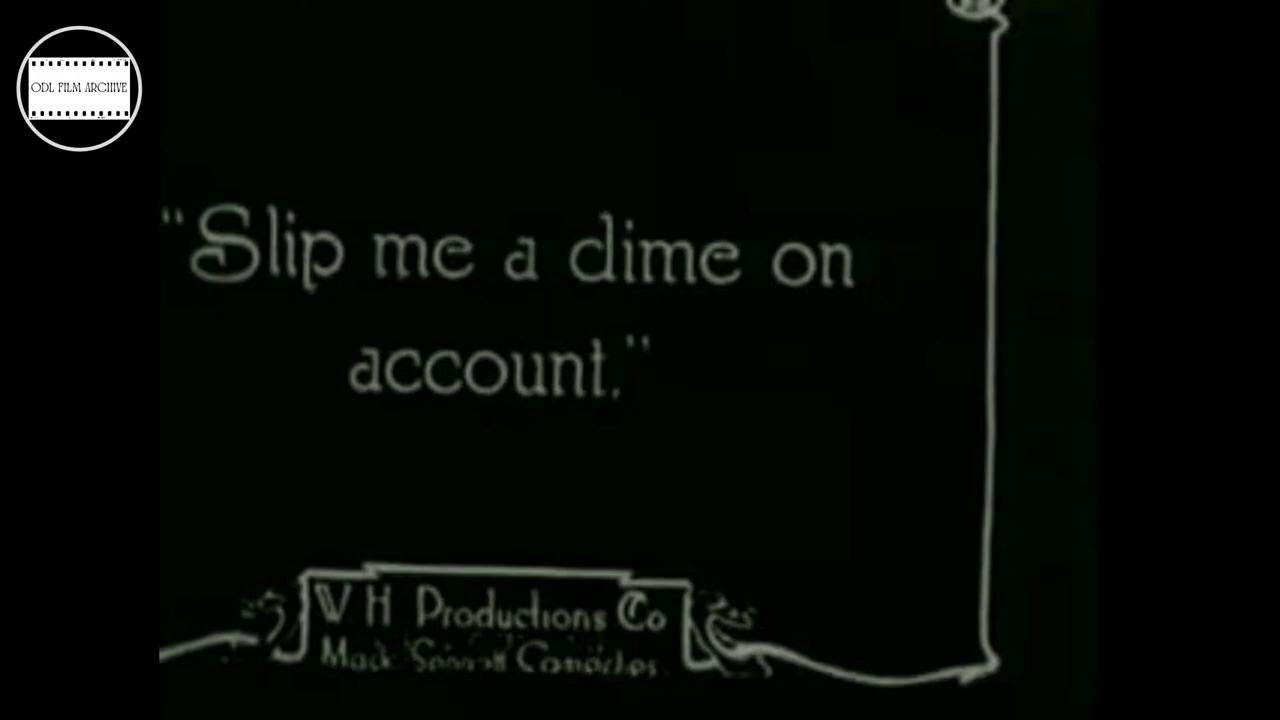 ODL FILM ARCHIVE
"Slip me a dime on
account."
W H Productions Co
Mack Sennett Comedies